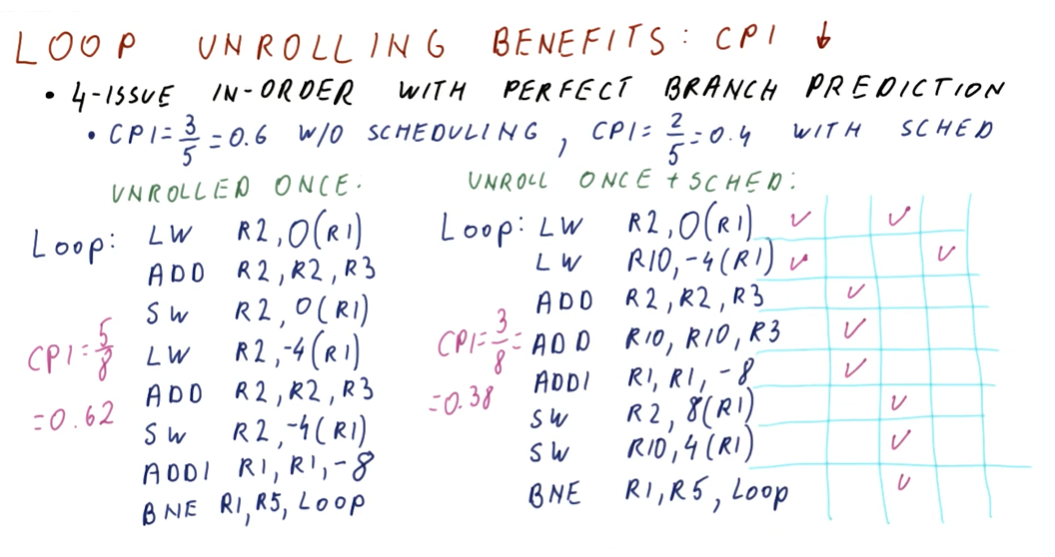 LOOP UNROLLING BENEFITS: CPI ↓
• 4-ISSUE IN-ORDER WITH PERFECT BRANCH PREDICTION
• CPI = 3/5 = 0.6 W/O SCHEDULING, CPI = 2/5 = 0.4 WITH SCHED
UNROLLED ONCE.
Loop: LW R2, 0(R1)
ADD R2, R2, R3
SW R2, 0(R1)
LW R2, -4(R1)
ADD R2, R2, R3
SW R2, -4(R1)
ADDI R1, R1, -8
BNE R1, R5, Loop
CPI = 5/8
= 0.62
UNROLL ONCE + SCHED:
Loop: LW R2, 0(R1) ✓ ✓
LW R10, -4(R1) ✓ ✓
ADD R2, R2, R3 ✓
ADD R10, R10, R3 ✓
ADDI R1, R1, -8 ✓
SW R2, 8(R1) ✓
SW R10, 4(R1) ✓
BNE R1, R5, Loop ✓
CPI = 3/8 =
= 0.38